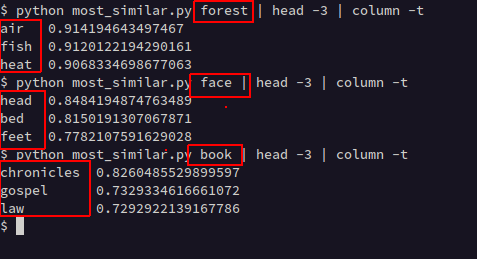 $ python most_similar.py forest | head -3 | column -t
air 0.914194643497467
fish 0.9120122194290161
heat 0.9068334698677063
$ python most_similar.py face | head -3 | column -t
head 0.8484194874763489
bed 0.8150191307067871
feet 0.7782107591629028
$ python most_similar.py book | head -3 | column -t
chronicles 0.8260485529899597
gospel 0.7329334616661072
law 0.7292922139167786
$